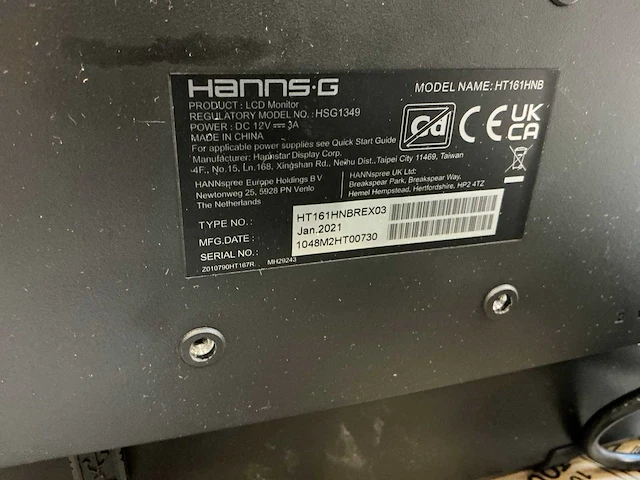 HANNS·G
MODEL NAME: HT161HNB
PRODUCT : LCD Monitor
REGULATORY MODEL NO.: HSG1349
POWER : DC 12V ⎓ 3A
MADE IN CHINA
For applicable power supplies see Quick Start Guide
Manufacturer: Hannstar Display Corp.
4F., No.15, Ln.168, Xingshan Rd., Neihu Dist.,Taipei City 11469, Taiwan
Cd
CE
UK
CA
HANNspree Europe Holdings B.V
Newtonweg 25, 5928 PN Venlo
The Netherlands
HANNspree UK Ltd:
Breakspear Park, Breakspear Way,
Hemel Hempstead, Hertfordshire, HP2 4TZ
TYPE NO.: HT161HNBREX03
MFG.DATE : Jan.2021
SERIAL NO.: 1048M2HT00730
Z010790HT167R MH29243